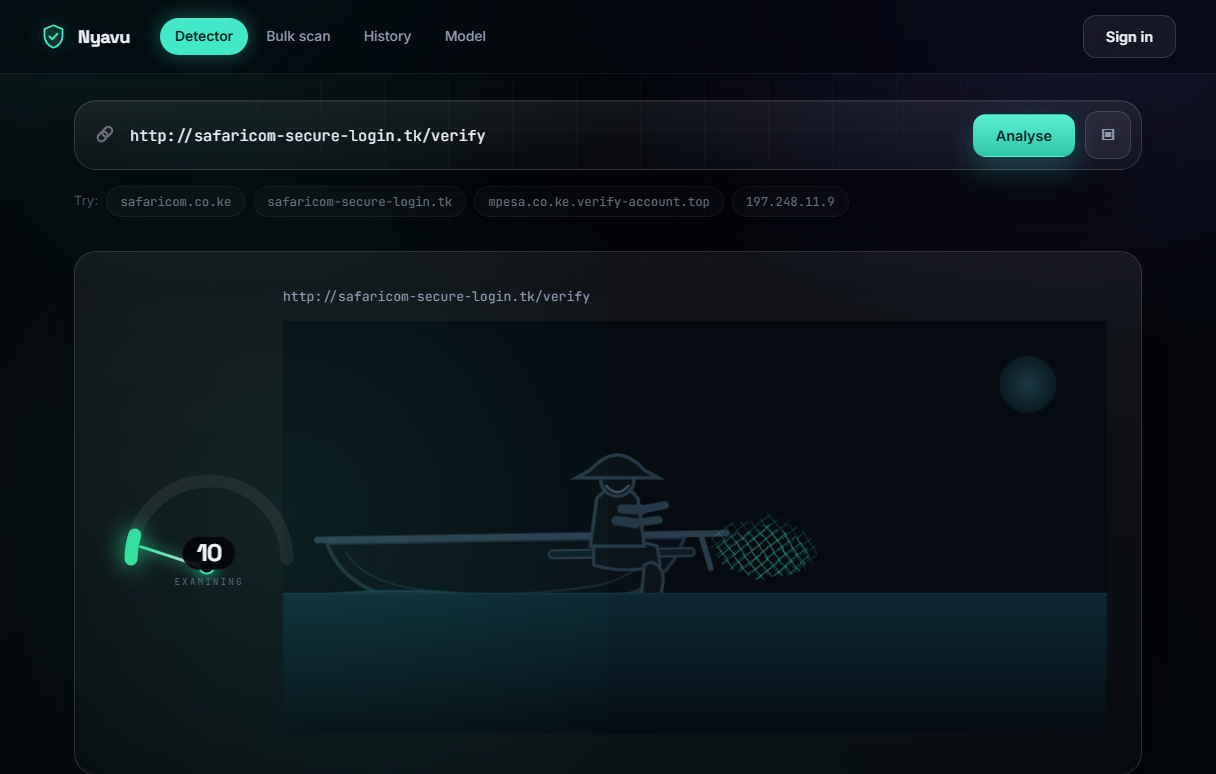 Nyavu
Detector
Bulk scan
History
Model
Sign in
http://safaricom-secure-login.tk/verify
Analyse
Try:
safaricom.co.ke
safaricom-secure-login.tk
mpesa.co.ke.verify-account.top
197.248.11.9
http://safaricom-secure-login.tk/verify
10
EXAMINING